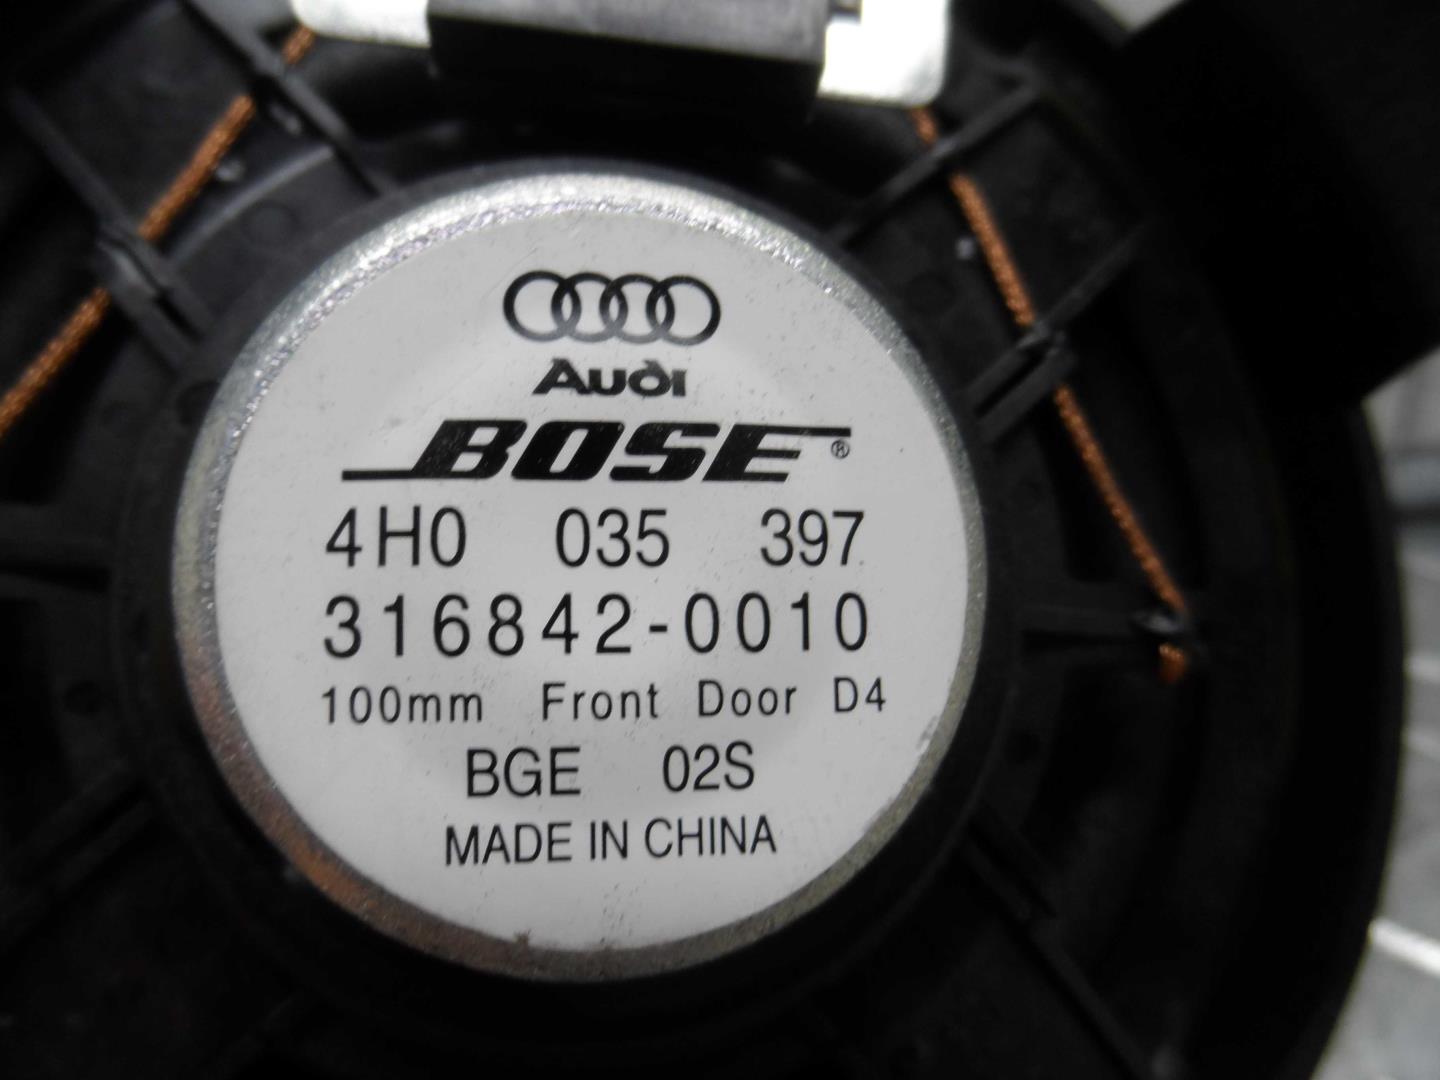 Audi
BOSE®
4H0 035 397
316842-0010
100mm Front Door D4
BGE 02S
MADE IN CHINA